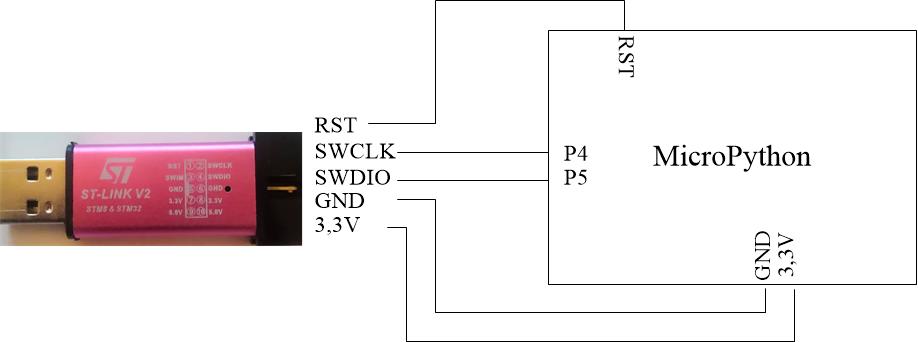 RST
RST
SWCLK
SWDIO
GND
3,3V
P4
P5
MicroPython
GND
3,3V
ST
ST-LINK V2
STM8 & STM32
RST ① ② SWCLK
SWIM ③ ④ SWDIO
GND ⑤ ⑥ GND
3.3V ⑦ ⑧ 3.3V
5.0V ⑨ ⑩ 5.0V